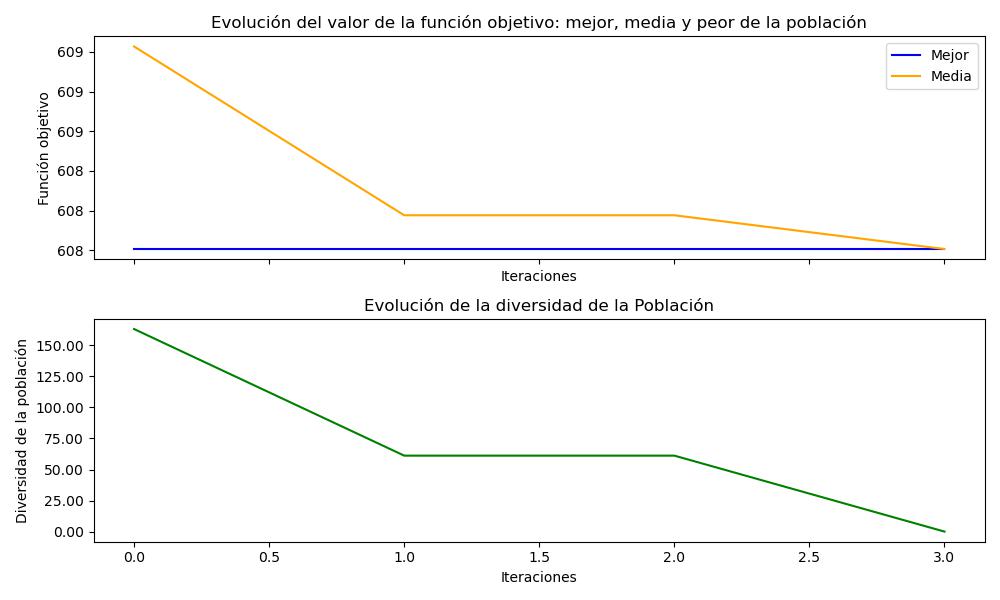 Evolución del valor de la función objetivo: mejor, media y peor de la población
Función objetivo
609
609
609
608
608
608
Mejor
Media
Iteraciones
Evolución de la diversidad de la Población
Diversidad de la población
150.00
125.00
100.00
75.00
50.00
25.00
0.00
0.0 0.5 1.0 1.5 2.0 2.5 3.0
Iteraciones